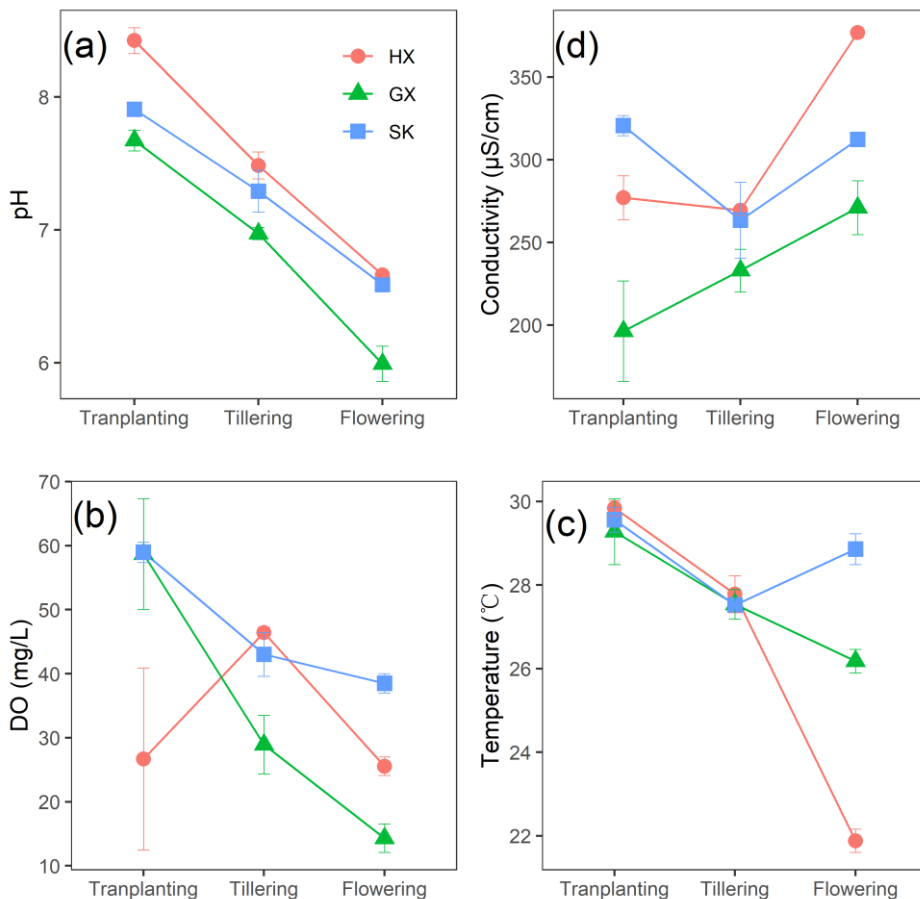 (a)
HX
GX
SK
8
7
6
pH
Tranplanting Tillering Flowering
(d)
350
300
250
200
Conductivity (µS/cm)
Tranplanting Tillering Flowering
(b)
70
60
50
40
30
20
10
DO (mg/L)
Tranplanting Tillering Flowering
(c)
30
28
26
24
22
Temperature (℃)
Tranplanting Tillering Flowering